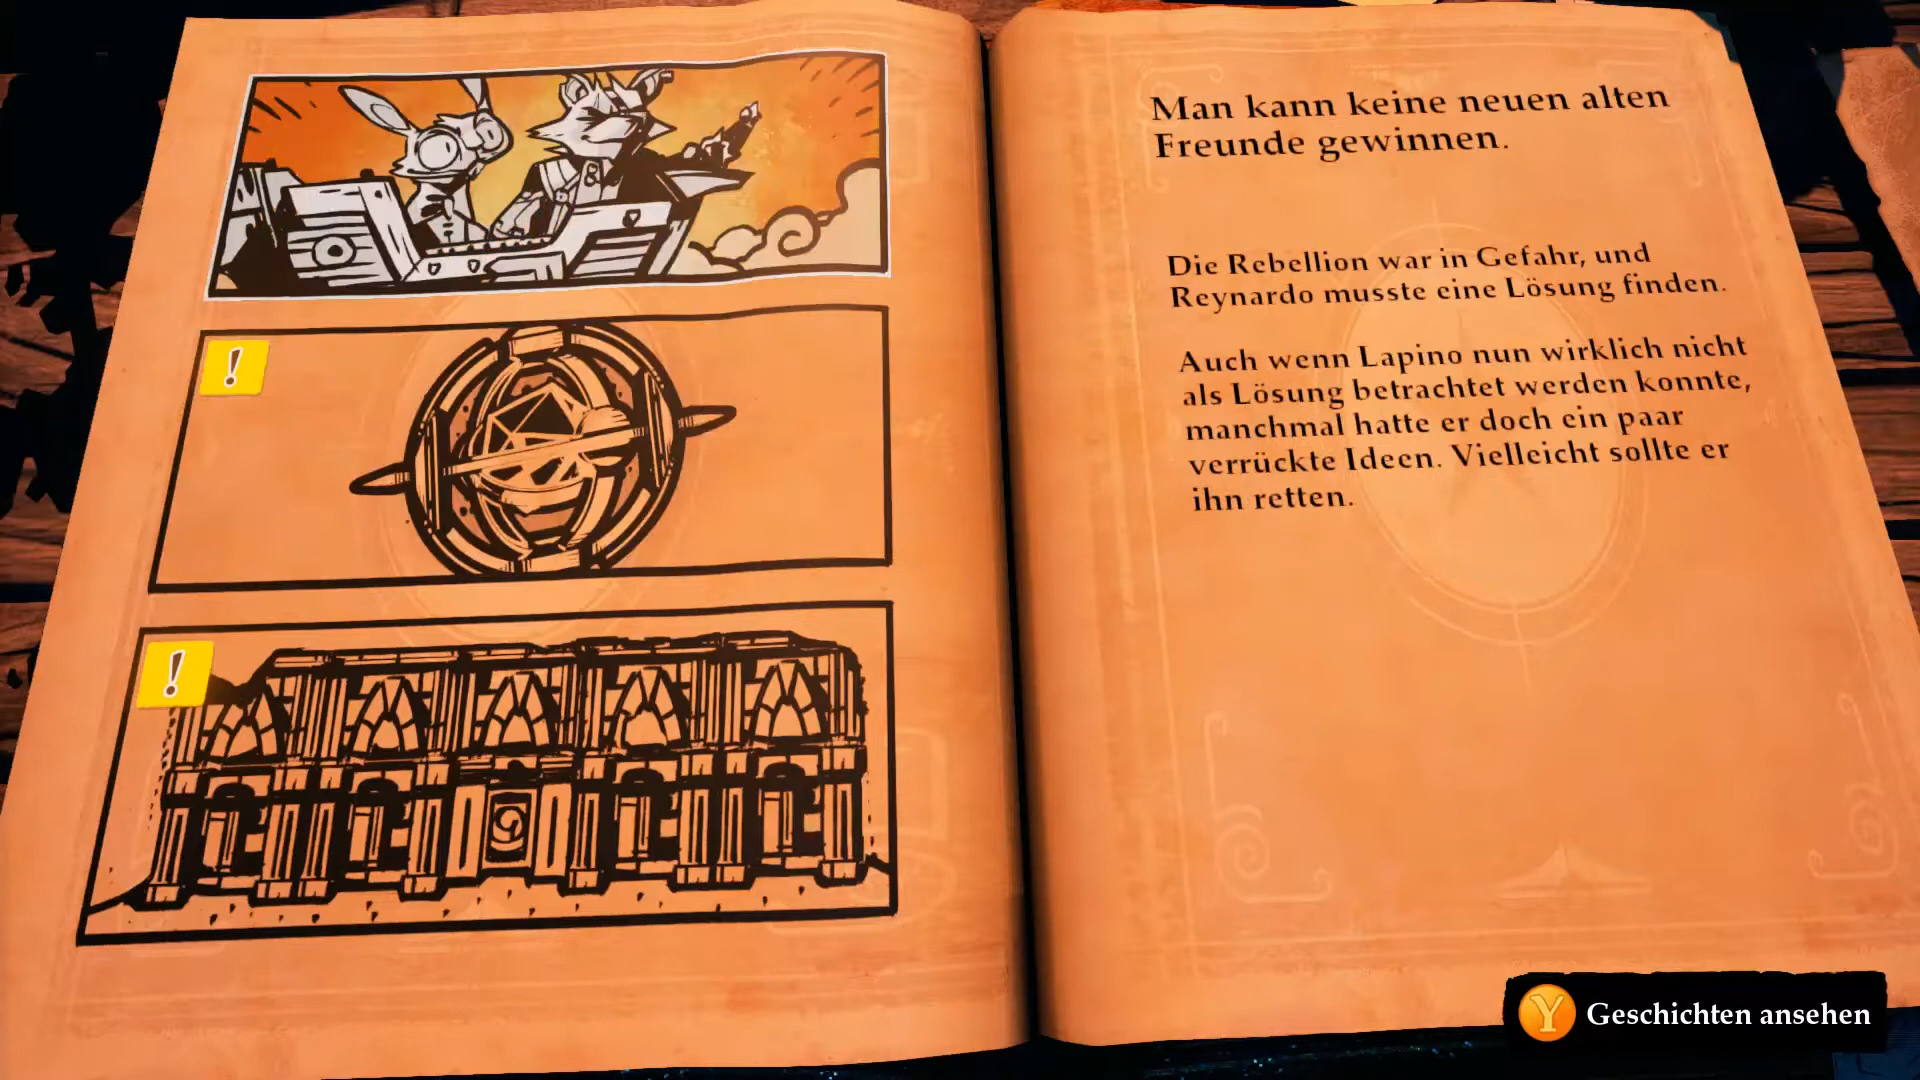 Man kann keine neuen alten
Freunde gewinnen.
Die Rebellion war in Gefahr, und
Reynardo musste eine Lösung finden.
Auch wenn Lapino nun wirklich nicht
als Lösung betrachtet werden konnte,
manchmal hatte er doch ein paar
verrückte Ideen. Vielleicht sollte er
ihn retten.
!
!
Y Geschichten ansehen